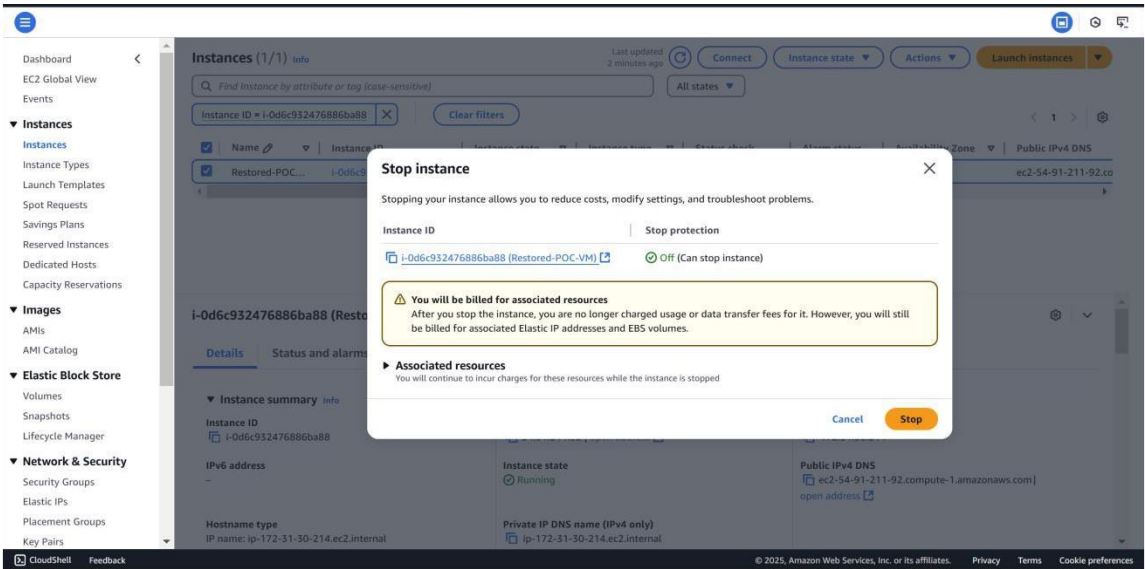 Dashboard
EC2 Global View
Events
Instances
Instances
Instance Types
Launch Templates
Spot Requests
Savings Plans
Reserved Instances
Dedicated Hosts
Capacity Reservations
Images
AMIs
AMI Catalog
Elastic Block Store
Volumes
Snapshots
Lifecycle Manager
Network & Security
Security Groups
Elastic IPs
Placement Groups
Key Pairs
Instances (1/1) Info
Last updated
2 minutes ago
Connect
Instance state
Actions
Launch instances
Find Instance by attribute or tag (case-sensitive)
All states
Instance ID = i-0d6c932476886ba88
Clear filters
1
Name Instance ID Instance state Instance type Status check Alarm status Availability Zone Public IPv4 DNS
Restored-POC... i-0d6c9 ec2-54-91-211-92.co
Stop instance
Stopping your instance allows you to reduce costs, modify settings, and troubleshoot problems.
Instance ID Stop protection
i-0d6c932476886ba88 (Restored-POC-VM) Off (Can stop instance)
You will be billed for associated resources
After you stop the instance, you are no longer charged usage or data transfer fees for it. However, you will still
be billed for associated Elastic IP addresses and EBS volumes.
Associated resources
You will continue to incur charges for these resources while the instance is stopped
Cancel Stop
i-0d6c932476886ba88 (Resto
Details Status and alarms
Instance summary Info
Instance ID
i-0d6c932476886ba88
IPv6 address
–
Instance state
Running
Public IPv4 DNS
ec2-54-91-211-92.compute-1.amazonaws.com |
open address
Hostname type
IP name: ip-172-31-30-214.ec2.internal
Private IP DNS name (IPv4 only)
ip-172-31-30-214.ec2.internal
CloudShell Feedback © 2025, Amazon Web Services, Inc. or its affiliates. Privacy Terms Cookie preferences